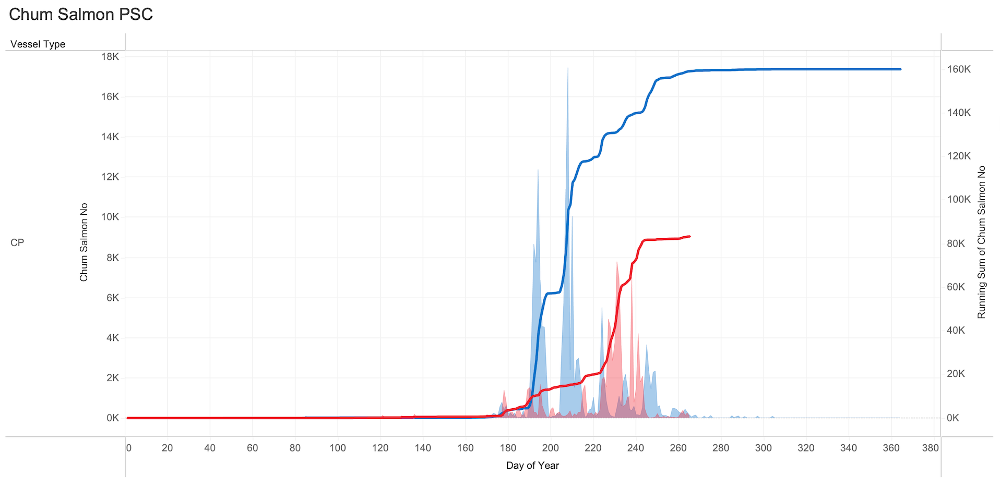 Chum Salmon PSC
Vessel Type
CP
Chum Salmon No
18K
16K
14K
12K
10K
8K
6K
4K
2K
0K
160K
140K
120K
100K
80K
60K
40K
20K
0K
Running Sum of Chum Salmon No
0 20 40 60 80 100 120 140 160 180 200 220 240 260 280 300 320 340 360 380
Day of Year